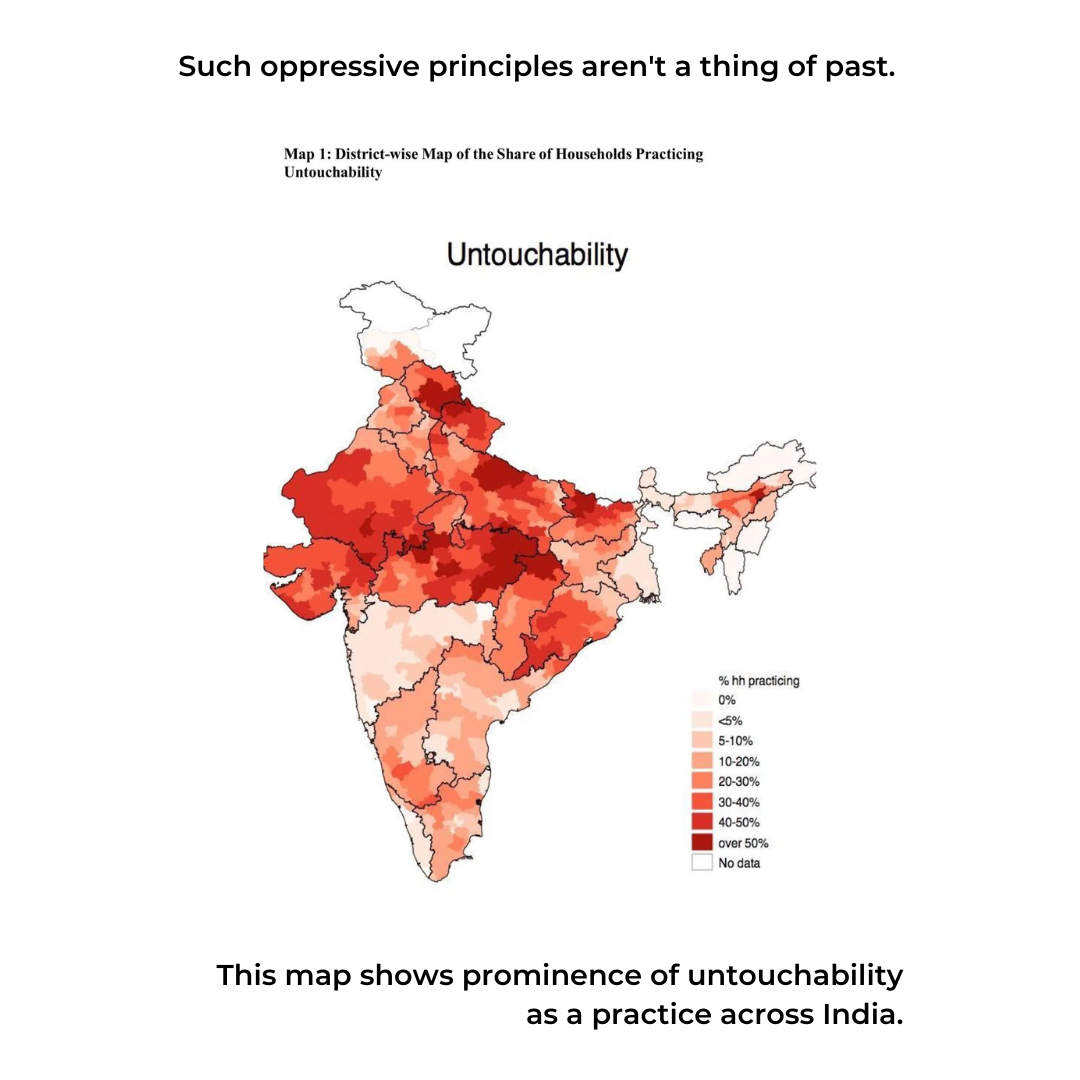 Such oppressive principles aren't a thing of past.
Map 1: District-wise Map of the Share of Households Practicing
Untouchability
Untouchability
% hh practicing
0%
<5%
5-10%
10-20%
20-30%
30-40%
40-50%
over 50%
No data
This map shows prominence of untouchability
as a practice across India.